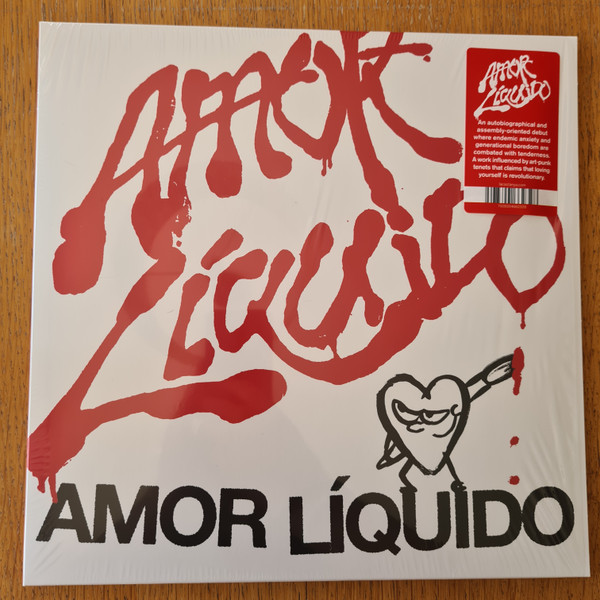 AMOR
LÍQUIDO
AMOR
LÍQUIDO
An autobiographical and
assembly-oriented debut
where endemic anxiety and
generational boredom are
combated with tenderness.
A work influenced by art-punk
tenets that claims that loving
yourself is revolutionary.
AMOR LÍQUIDO